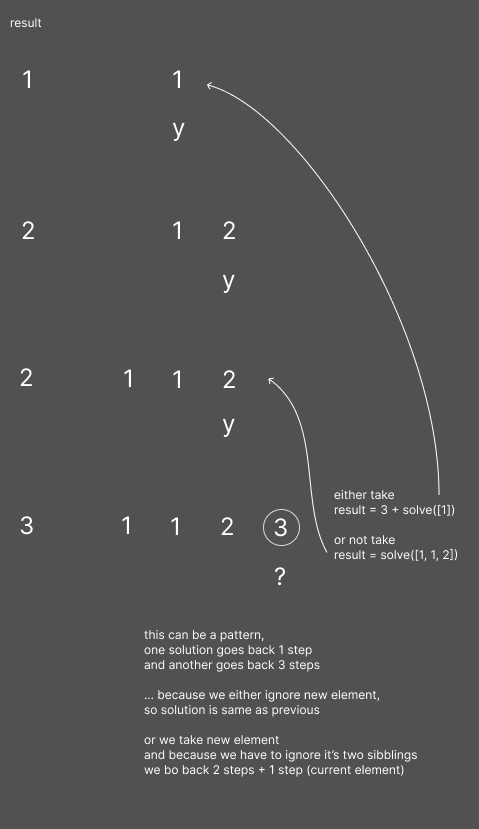 result
1 1
y
2 1 2
y
2 1 1 2
y
either take
result = 3 + solve([1])
or not take
result = solve([1, 1, 2])
3 1 1 2 3
?
this can be a pattern,
one solution goes back 1 step
and another goes back 3 steps
... because we either ignore new element,
so solution is same as previous
or we take new element
and because we have to ignore it's two sibblings
we bo back 2 steps + 1 step (current element)